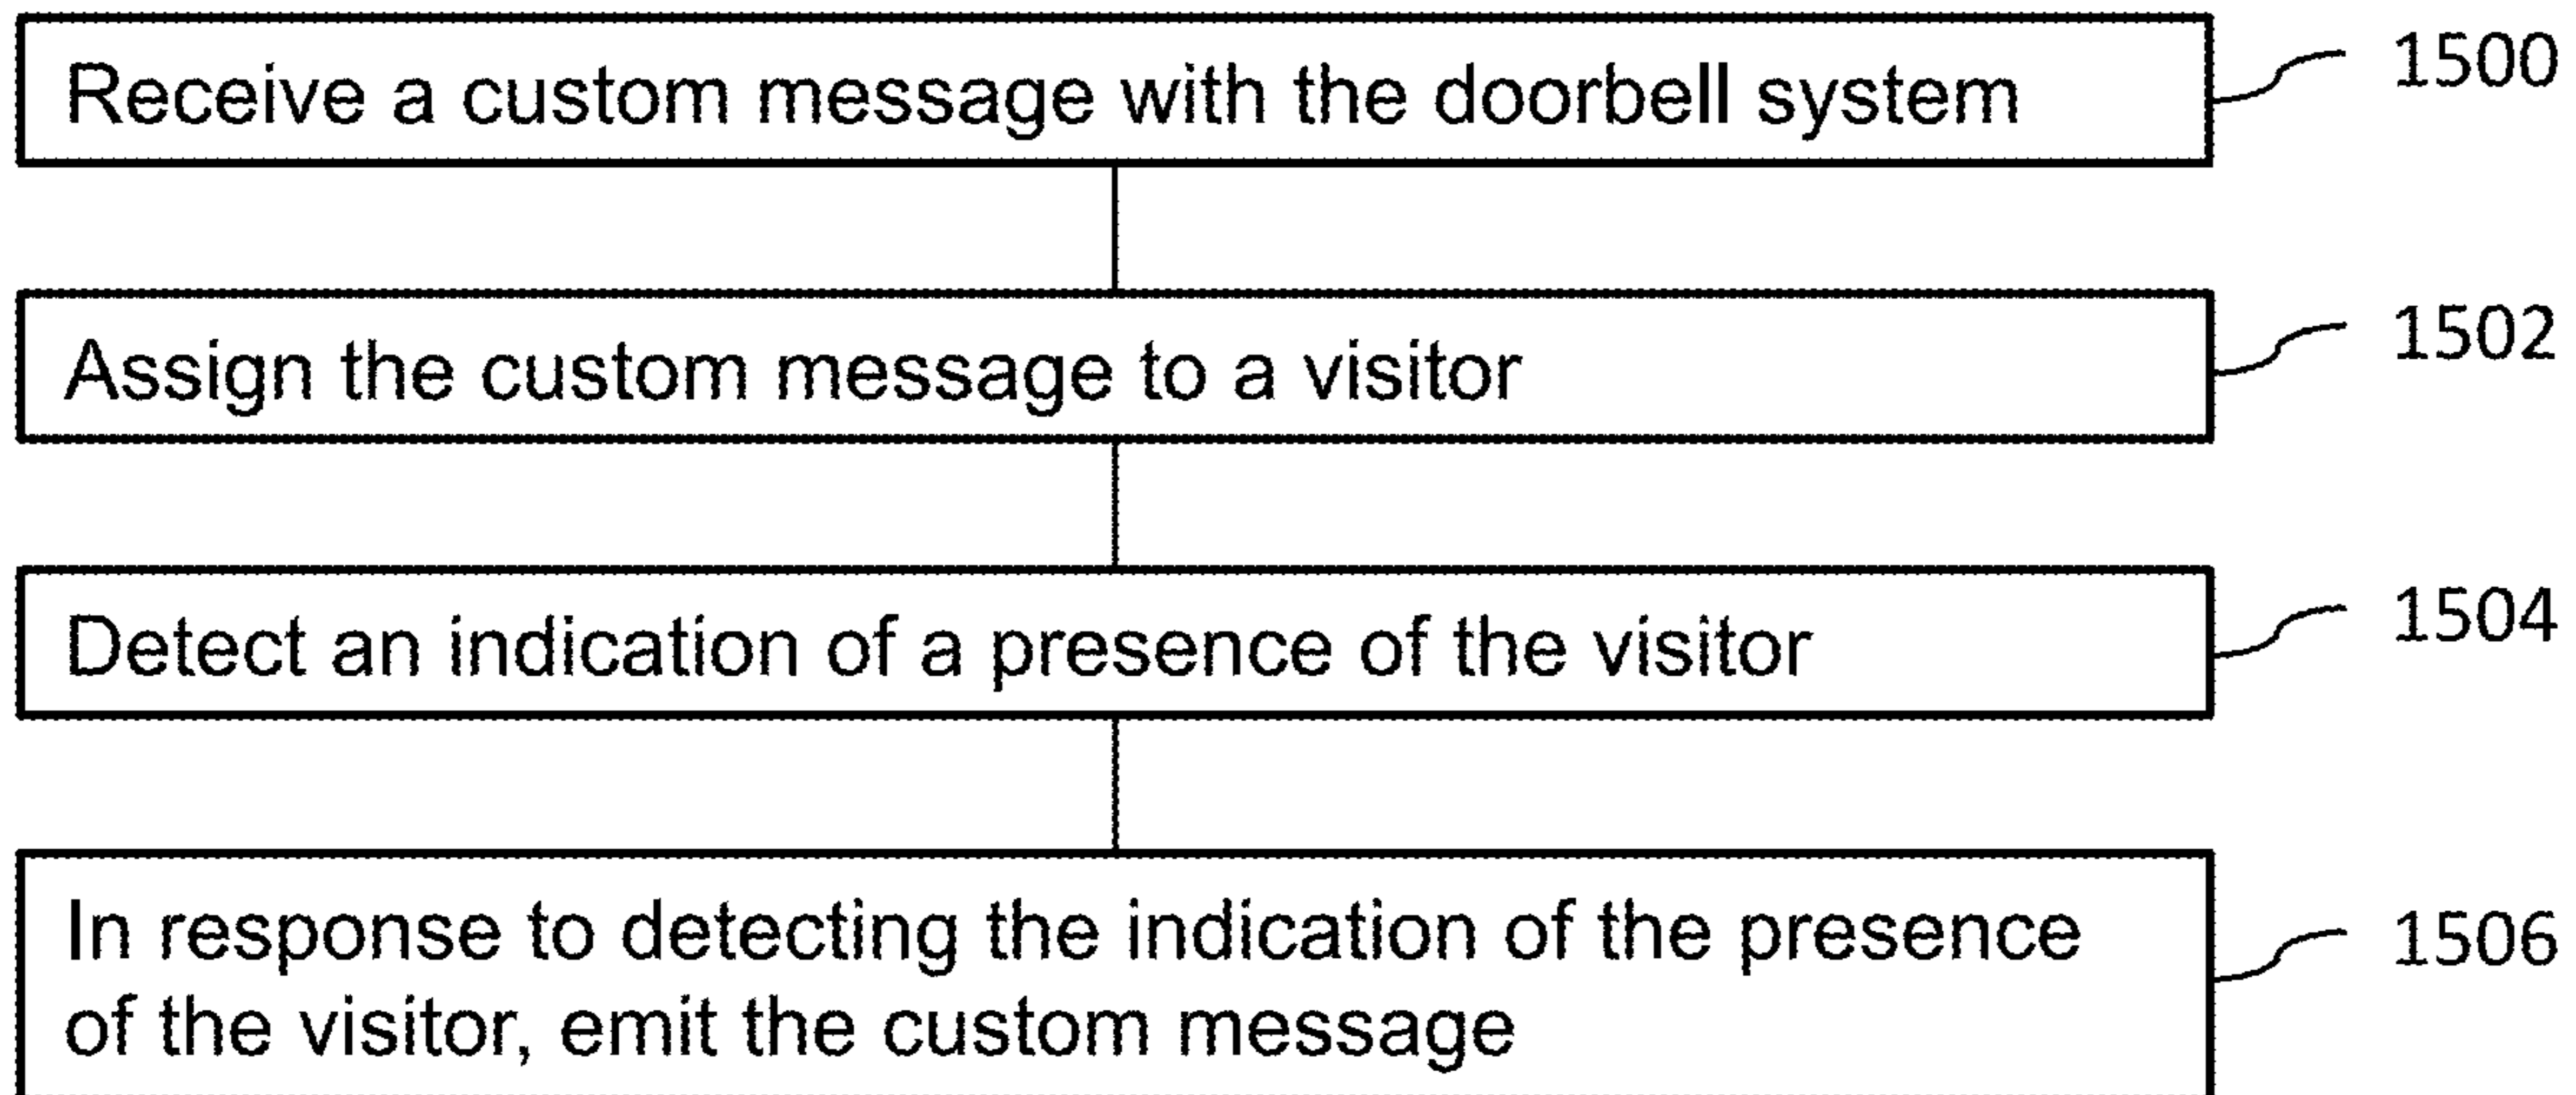 Receive a custom message with the doorbell system
1500
Assign the custom message to a visitor
1502
Detect an indication of a presence of the visitor
1504
In response to detecting the indication of the presence
of the visitor, emit the custom message
1506